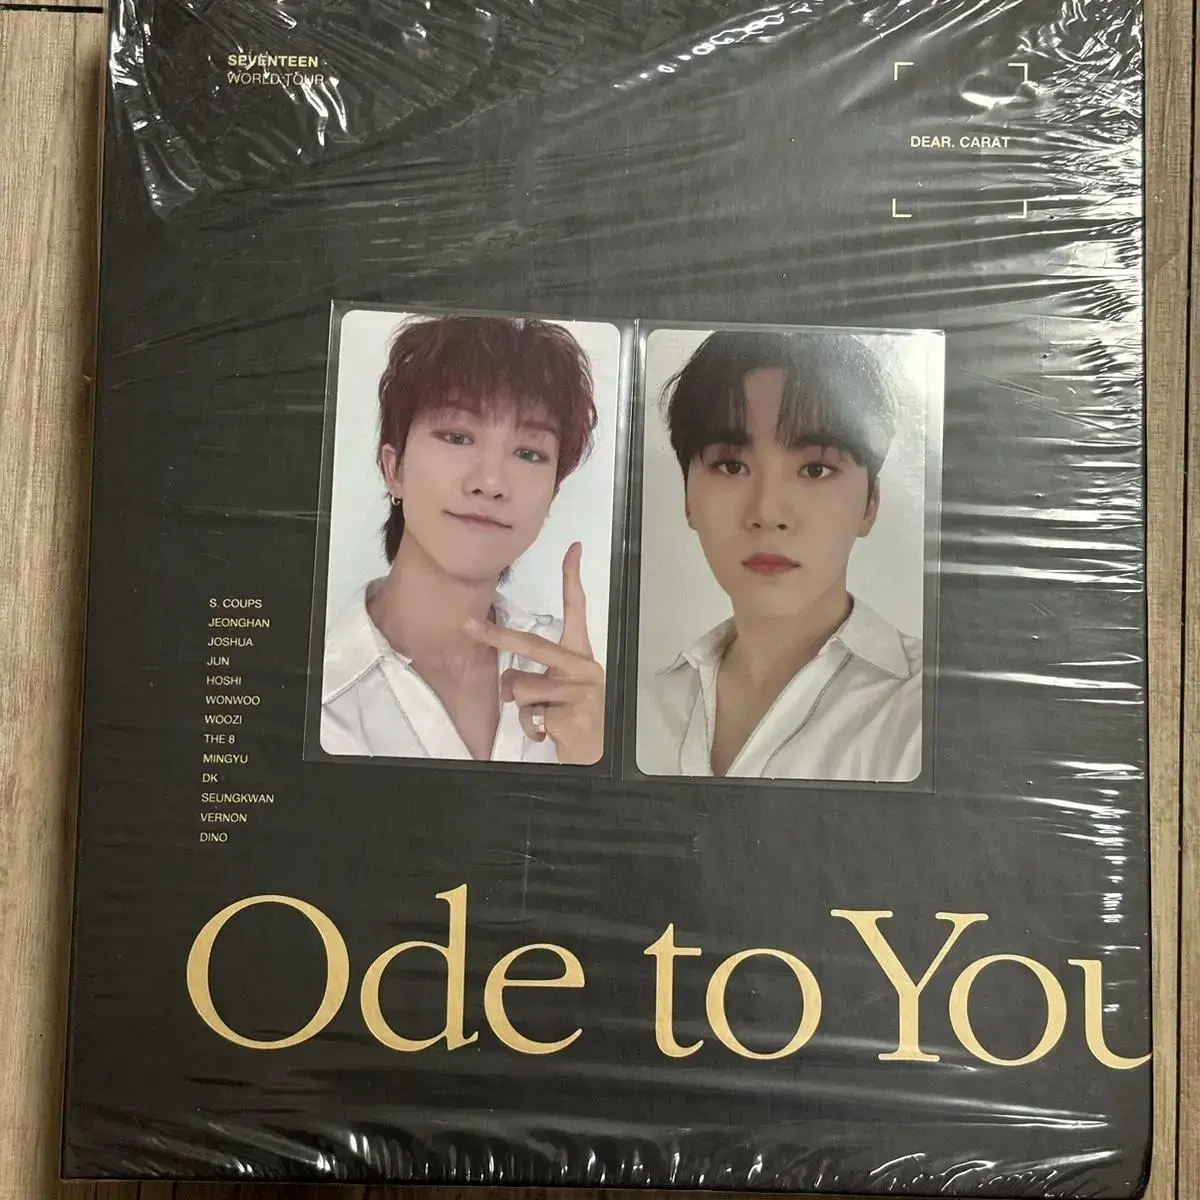 SEVENTEEN
WORLD TOUR
DEAR. CARAT
S. COUPS
JEONGHAN
JOSHUA
JUN
HOSHI
WONWOO
WOOZI
THE 8
MINGYU
DK
SEUNGKWAN
VERNON
DINO
Ode to You